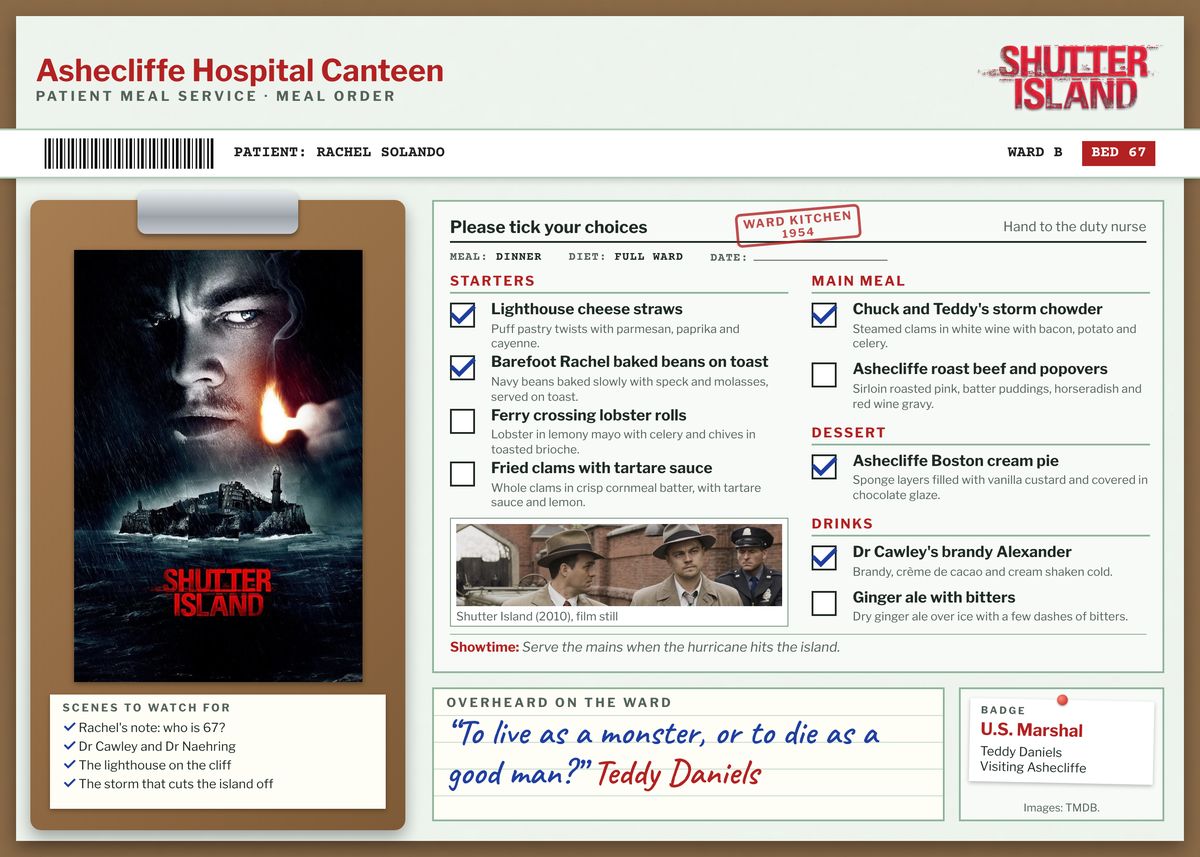 Ashecliffe Hospital Canteen
PATIENT MEAL SERVICE · MEAL ORDER
SHUTTER
ISLAND
PATIENT: RACHEL SOLANDO
WARD B
BED 67
SHUTTER
ISLAND
SCENES TO WATCH FOR
Rachel's note: who is 67?
Dr Cawley and Dr Naehring
The lighthouse on the cliff
The storm that cuts the island off
Please tick your choices
WARD KITCHEN
1954
Hand to the duty nurse
MEAL: DINNER
DIET: FULL WARD
DATE:
STARTERS
Lighthouse cheese straws
Puff pastry twists with parmesan, paprika and
cayenne.
Barefoot Rachel baked beans on toast
Navy beans baked slowly with speck and molasses,
served on toast.
Ferry crossing lobster rolls
Lobster in lemony mayo with celery and chives in
toasted brioche.
Fried clams with tartare sauce
Whole clams in crisp cornmeal batter, with tartare
sauce and lemon.
Shutter Island (2010), film still
MAIN MEAL
Chuck and Teddy's storm chowder
Steamed clams in white wine with bacon, potato and
celery.
Ashecliffe roast beef and popovers
Sirloin roasted pink, batter puddings, horseradish and
red wine gravy.
DESSERT
Ashecliffe Boston cream pie
Sponge layers filled with vanilla custard and covered in
chocolate glaze.
DRINKS
Dr Cawley's brandy Alexander
Brandy, crème de cacao and cream shaken cold.
Ginger ale with bitters
Dry ginger ale over ice with a few dashes of bitters.
Showtime: Serve the mains when the hurricane hits the island.
OVERHEARD ON THE WARD
“To live as a monster, or to die as a
good man?” Teddy Daniels
BADGE
U.S. Marshal
Teddy Daniels
Visiting Ashecliffe
Images: TMDB.